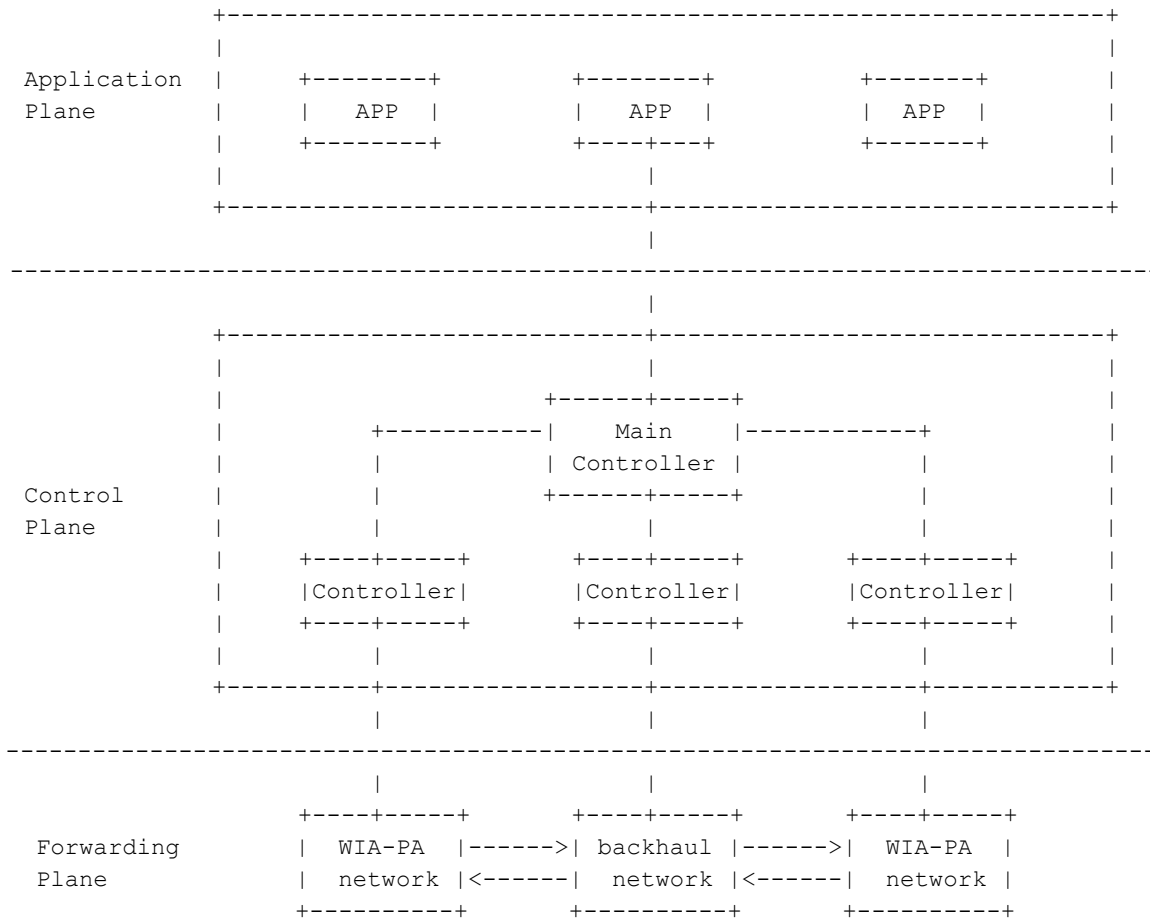 Application
Plane
APP APP APP
Main
Controller
Control
Plane
Controller Controller Controller
Forwarding WIA-PA backhaul WIA-PA
Plane network network network